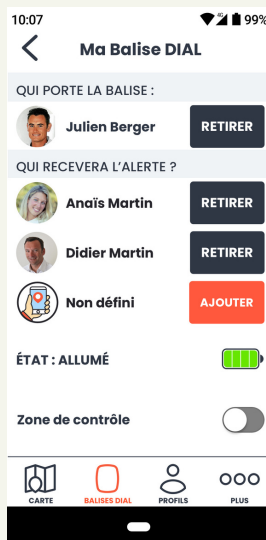 10:07
4G
99%
Ma Balise DIAL
QUI PORTE LA BALISE :
Julien Berger
RETIRER
QUI RECEVERA L'ALERTE ?
Anaïs Martin
RETIRER
Didier Martin
RETIRER
Non défini
AJOUTER
ÉTAT : ALLUMÉ
Zone de contrôle
CARTE
BALISES DIAL
PROFILS
PLUS